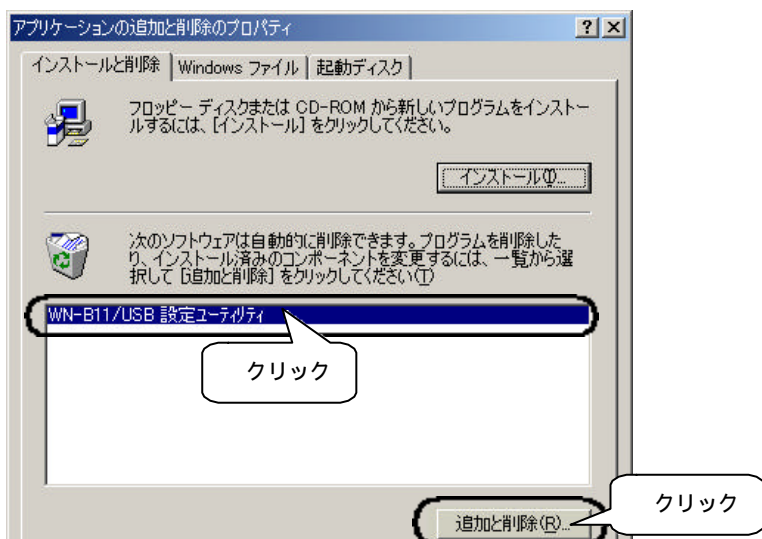 アプリケーションの追加と削除のプロパティ
インストールと削除 Windows ファイル 起動ディスク
フロッピー ディスクまたは CD-ROM から新しいプログラムをインストー
ルするには、[インストール] をクリックしてください。
インストール(I)...
次のソフトウェアは自動的に削除できます。プログラムを削除した
り、インストール済みのコンポーネントを変更するには、一覧から選
択して [追加と削除] をクリックしてください(T)
WN-B11/USB 設定ユーティリティ
クリック
追加と削除(R)...
クリック